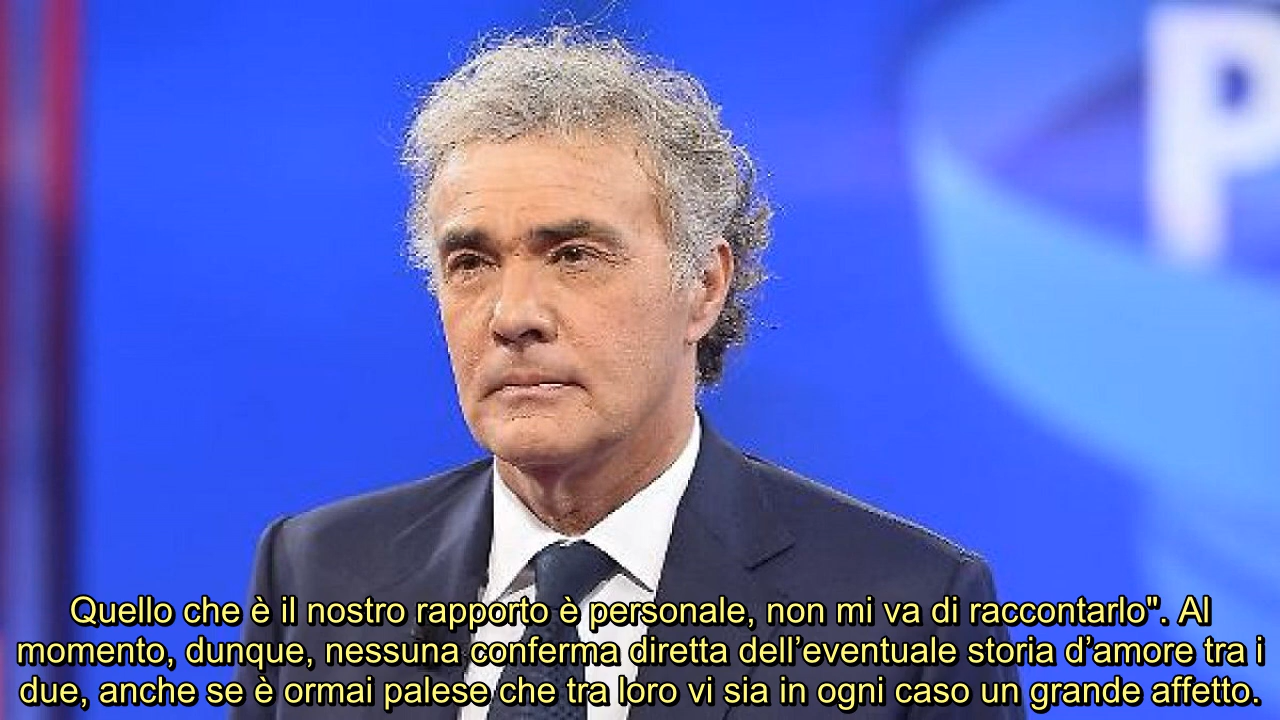 P
Quello che è il nostro rapporto è personale, non mi va di raccontarlo". Al
momento, dunque, nessuna conferma diretta dell’eventuale storia d’amore tra i
due, anche se è ormai palese che tra loro vi sia in ogni caso un grande affetto.